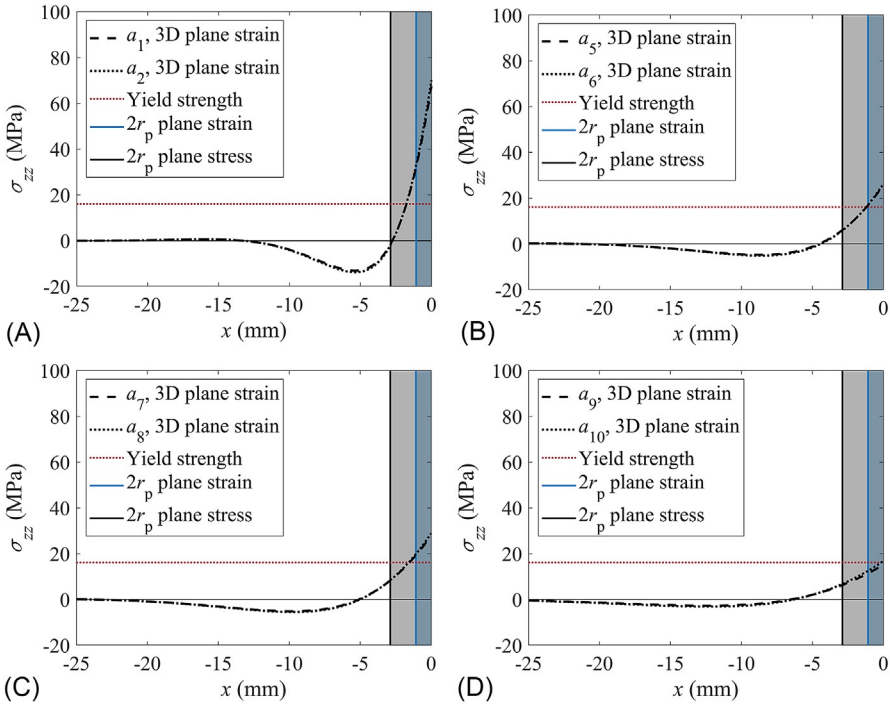 100
80
60
40
20
0
-20
σzz (MPa)
a1, 3D plane strain
a2, 3D plane strain
Yield strength
2rp plane strain
2rp plane stress
-25 -20 -15 -10 -5 0
x (mm)
(A)
100
80
60
40
20
0
-20
σzz (MPa)
a5, 3D plane strain
a6, 3D plane strain
Yield strength
2rp plane strain
2rp plane stress
-25 -20 -15 -10 -5 0
x (mm)
(B)
100
80
60
40
20
0
-20
σzz (MPa)
a7, 3D plane strain
a8, 3D plane strain
Yield strength
2rp plane strain
2rp plane stress
-25 -20 -15 -10 -5 0
x (mm)
(C)
100
80
60
40
20
0
-20
σzz (MPa)
a9, 3D plane strain
a10, 3D plane strain
Yield strength
2rp plane strain
2rp plane stress
-25 -20 -15 -10 -5 0
x (mm)
(D)